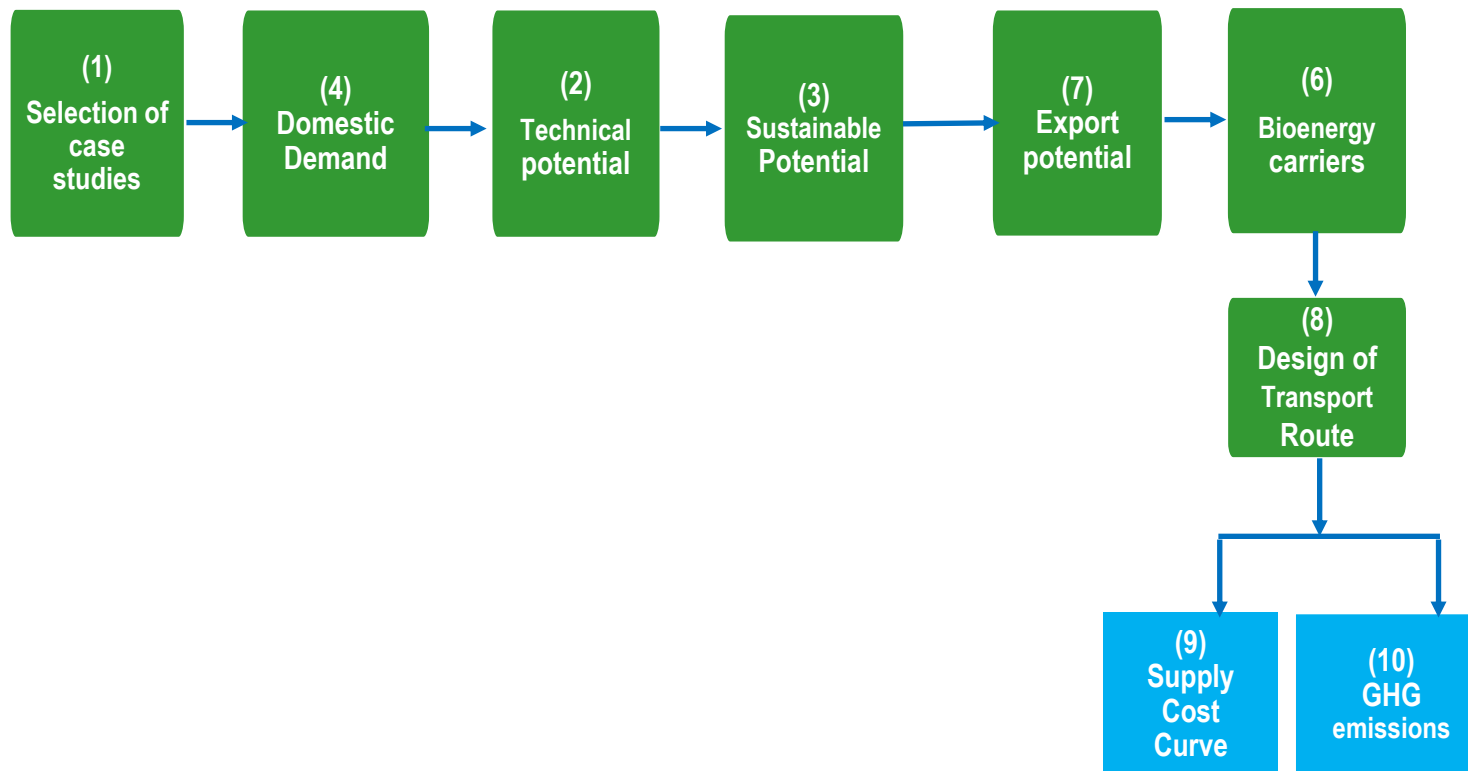 (1)
Selection of
case
studies
(4)
Domestic
Demand
(2)
Technical
potential
(3)
Sustainable
Potential
(7)
Export
potential
(6)
Bioenergy
carriers
(8)
Design of
Transport
Route
(9)
Supply
Cost
Curve
(10)
GHG
emissions